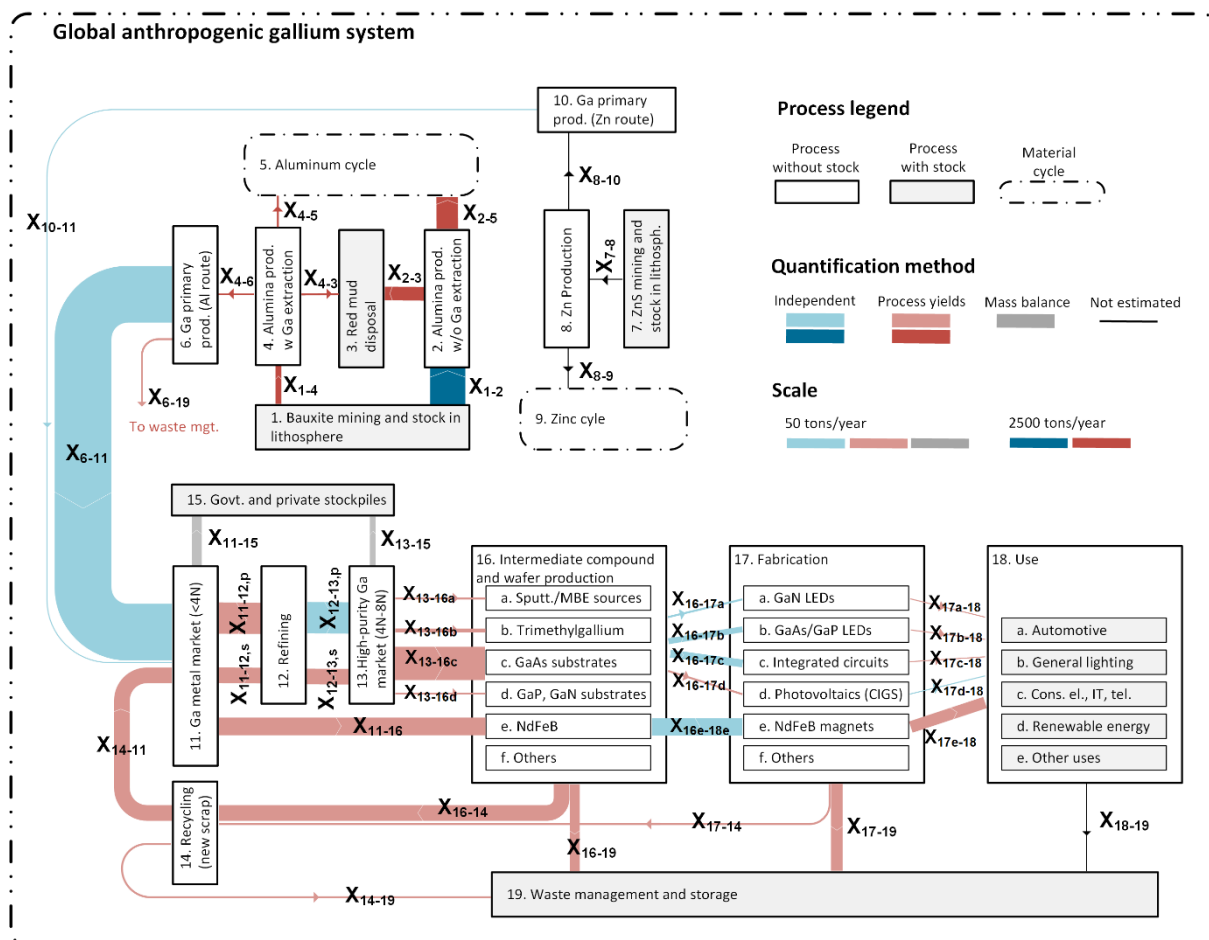 Global anthropogenic gallium system
10. Ga primary
prod. (Zn route)
Process legend
Process
without stock
Process
with stock
Material
cycle
5. Aluminum cycle
X8-10
X4-5
X2-5
X10-11
6. Ga primary
prod. (Al route)
X4-6
4. Alumina prod.
w Ga extraction
X4-3
3. Red mud
disposal
X2-3
2. Alumina prod.
w/o Ga extraction
8. Zn Production
X7-8
7. ZnS mining and
stock in lithosph.
Quantification method
Independent
Process yields
Mass balance
Not estimated
X6-19
To waste mgt.
X1-4
X1-2
X8-9
1. Bauxite mining and stock in
lithosphere
9. Zinc cyle
Scale
50 tons/year
2500 tons/year
X6-11
15. Govt. and private stockpiles
X11-15
X13-15
11. Ga metal market (<4N)
X11-12,p
X11-12,s
12. Refining
X12-13,p
X12-13,s
13.High-purity Ga
market (4N-8N)
X13-16a
X13-16b
X13-16c
X13-16d
X11-16
16. Intermediate compound
and wafer production
a. Sputt./MBE sources
b. Trimethylgallium
c. GaAs substrates
d. GaP, GaN substrates
e. NdFeB
f. Others
X16-17a
X16-17b
X16-17c
X16-17d
X16e-18e
17. Fabrication
a. GaN LEDs
b. GaAs/GaP LEDs
c. Integrated circuits
d. Photovoltaics (CIGS)
e. NdFeB magnets
f. Others
X17a-18
X17b-18
X17c-18
X17d-18
X17e-18
18. Use
a. Automotive
b. General lighting
c. Cons. el., IT, tel.
d. Renewable energy
e. Other uses
X14-11
14. Recycling
(new scrap)
X16-14
X17-14
X16-19
X17-19
X18-19
X14-19
19. Waste management and storage